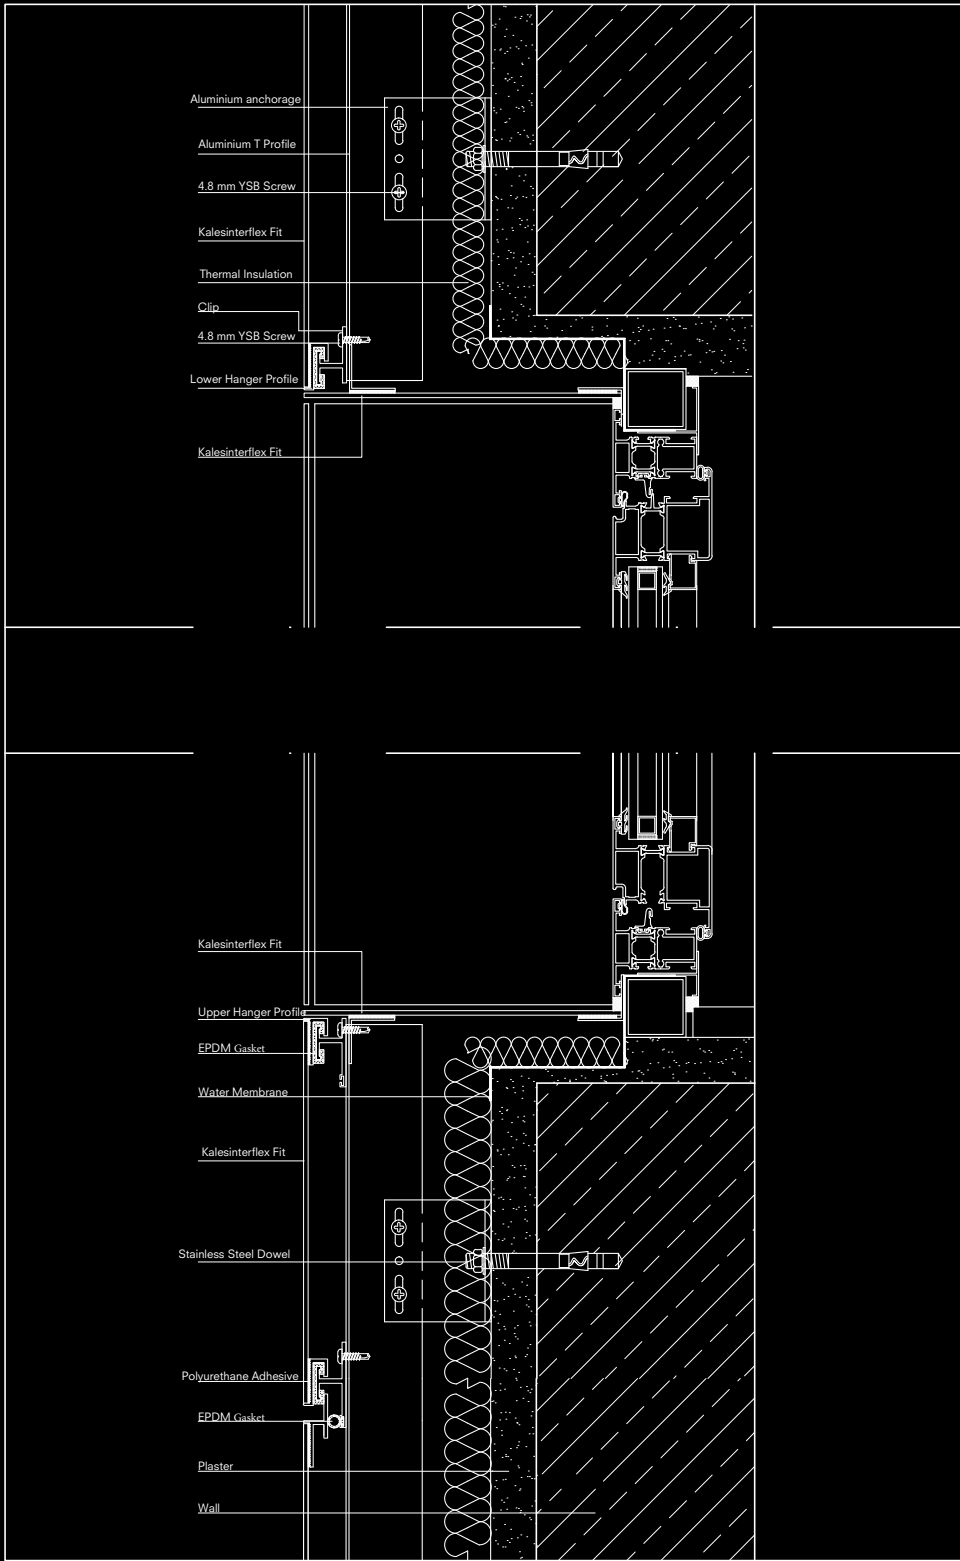 Aluminium anchorage
Aluminium T Profile
4.8 mm YSB Screw
Kalesinterflex Fit
Thermal Insulation
Clip
4.8 mm YSB Screw
Lower Hanger Profile
Kalesinterflex Fit
Kalesinterflex Fit
Upper Hanger Profile
EPDM Gasket
Water Membrane
Kalesinterflex Fit
Stainless Steel Dowel
Polyurethane Adhesive
EPDM Gasket
Plaster
Wall